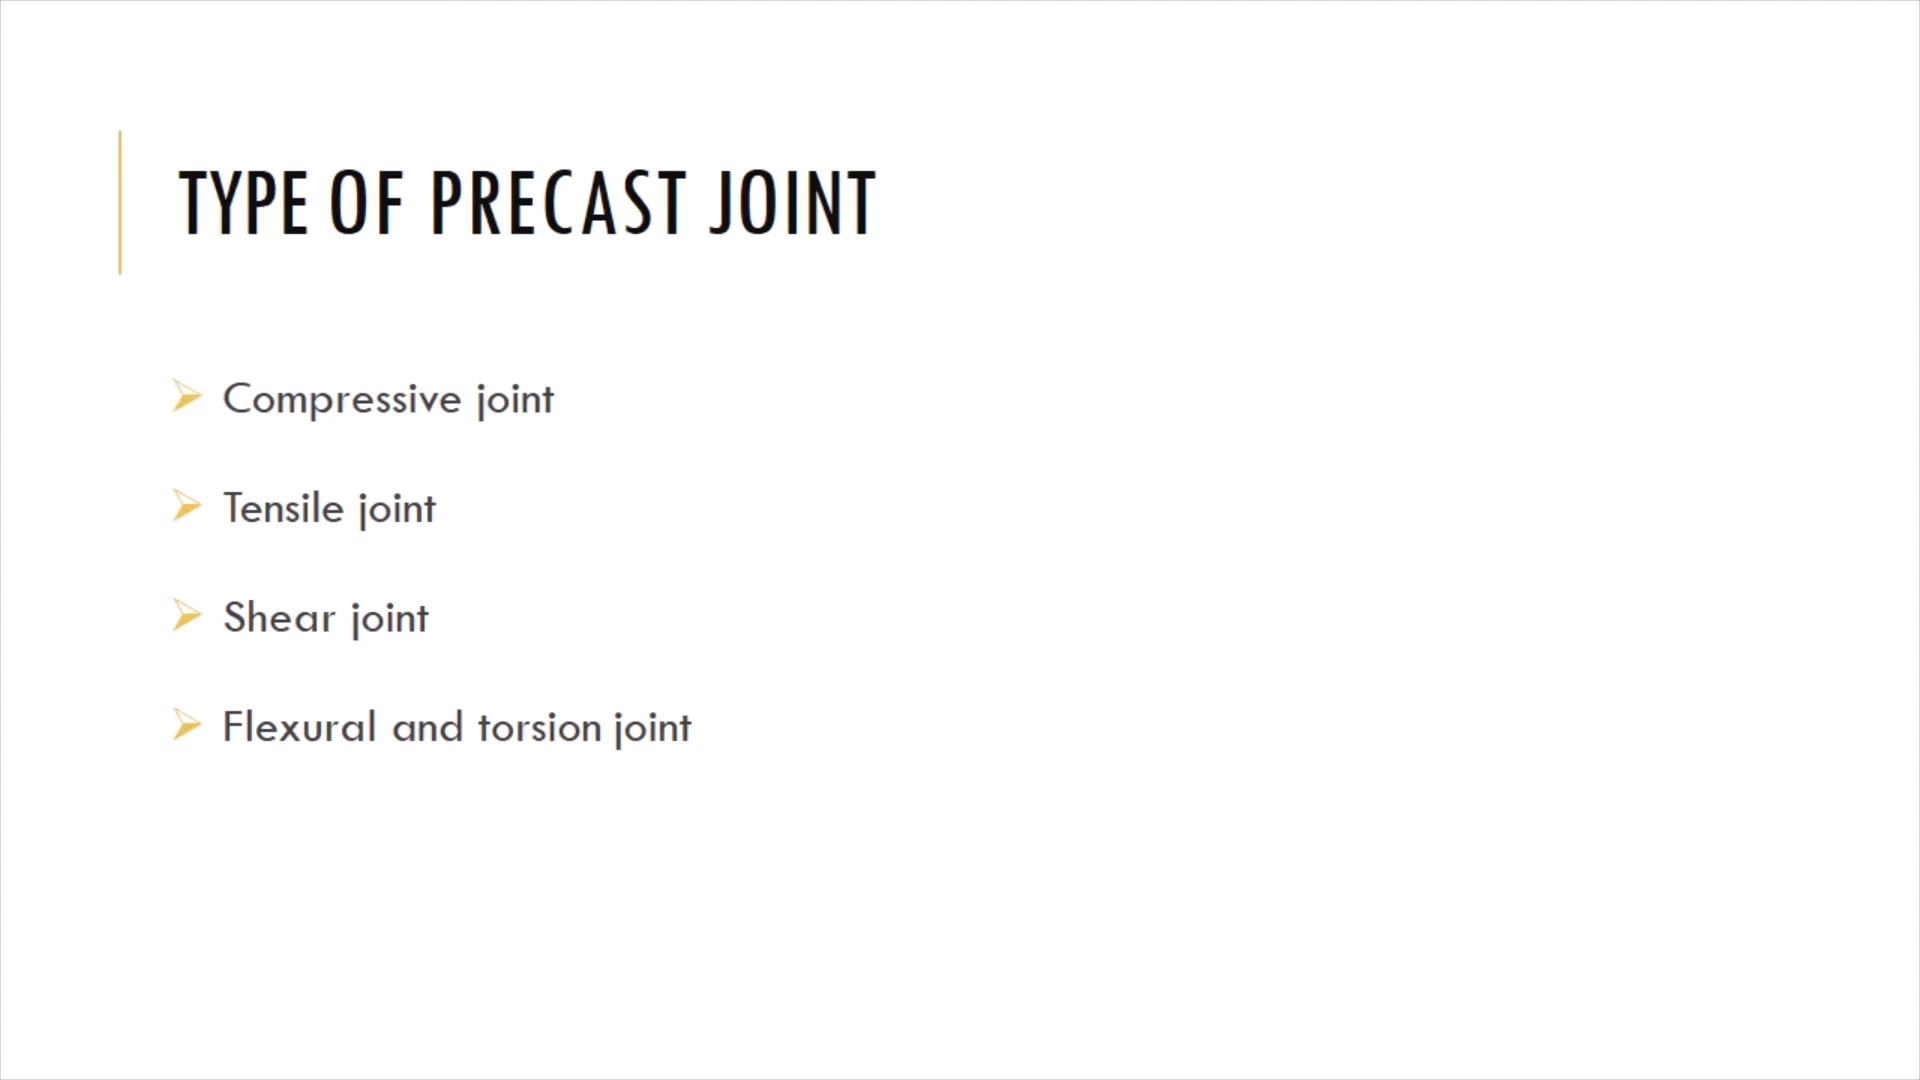 TYPE OF PRECAST JOINT
Compressive joint
Tensile joint
Shear joint
Flexural and torsion joint